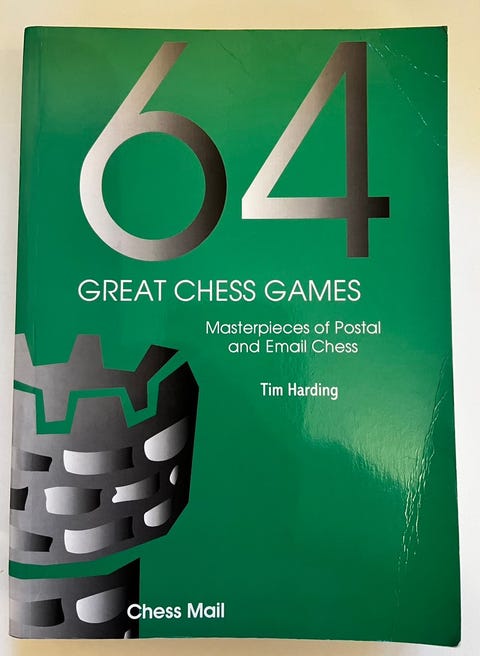 64
GREAT CHESS GAMES
Masterpieces of Postal
and Email Chess
Tim Harding
Chess Mail